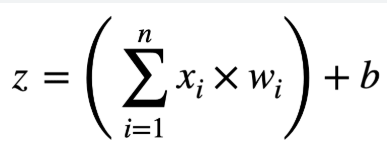 z = ( ∑_{i=1}^{n} x_i × w_i ) + b